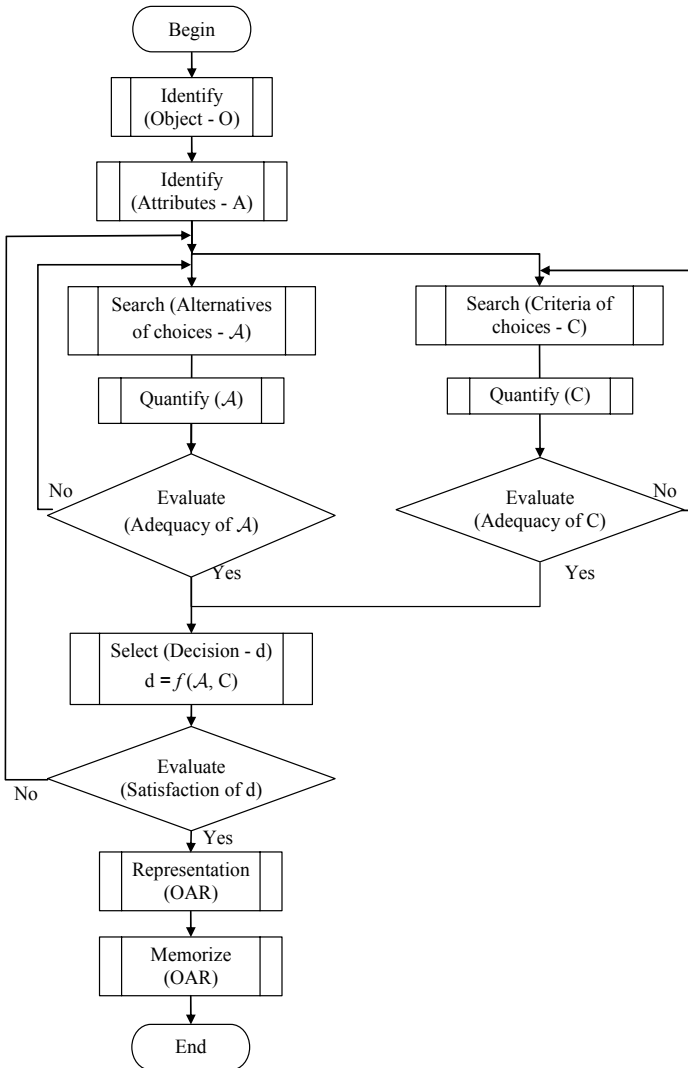 Begin
Identify
(Object - O)
Identify
(Attributes - A)
Search (Alternatives
of choices - 𝒜)
Quantify (𝒜)
No
Evaluate
(Adequacy of 𝒜)
Yes
Search (Criteria of
choices - C)
Quantify (C)
No
Evaluate
(Adequacy of C)
Yes
Select (Decision - d)
d = f (𝒜, C)
Evaluate
(Satisfaction of d)
No
Yes
Representation
(OAR)
Memorize
(OAR)
End